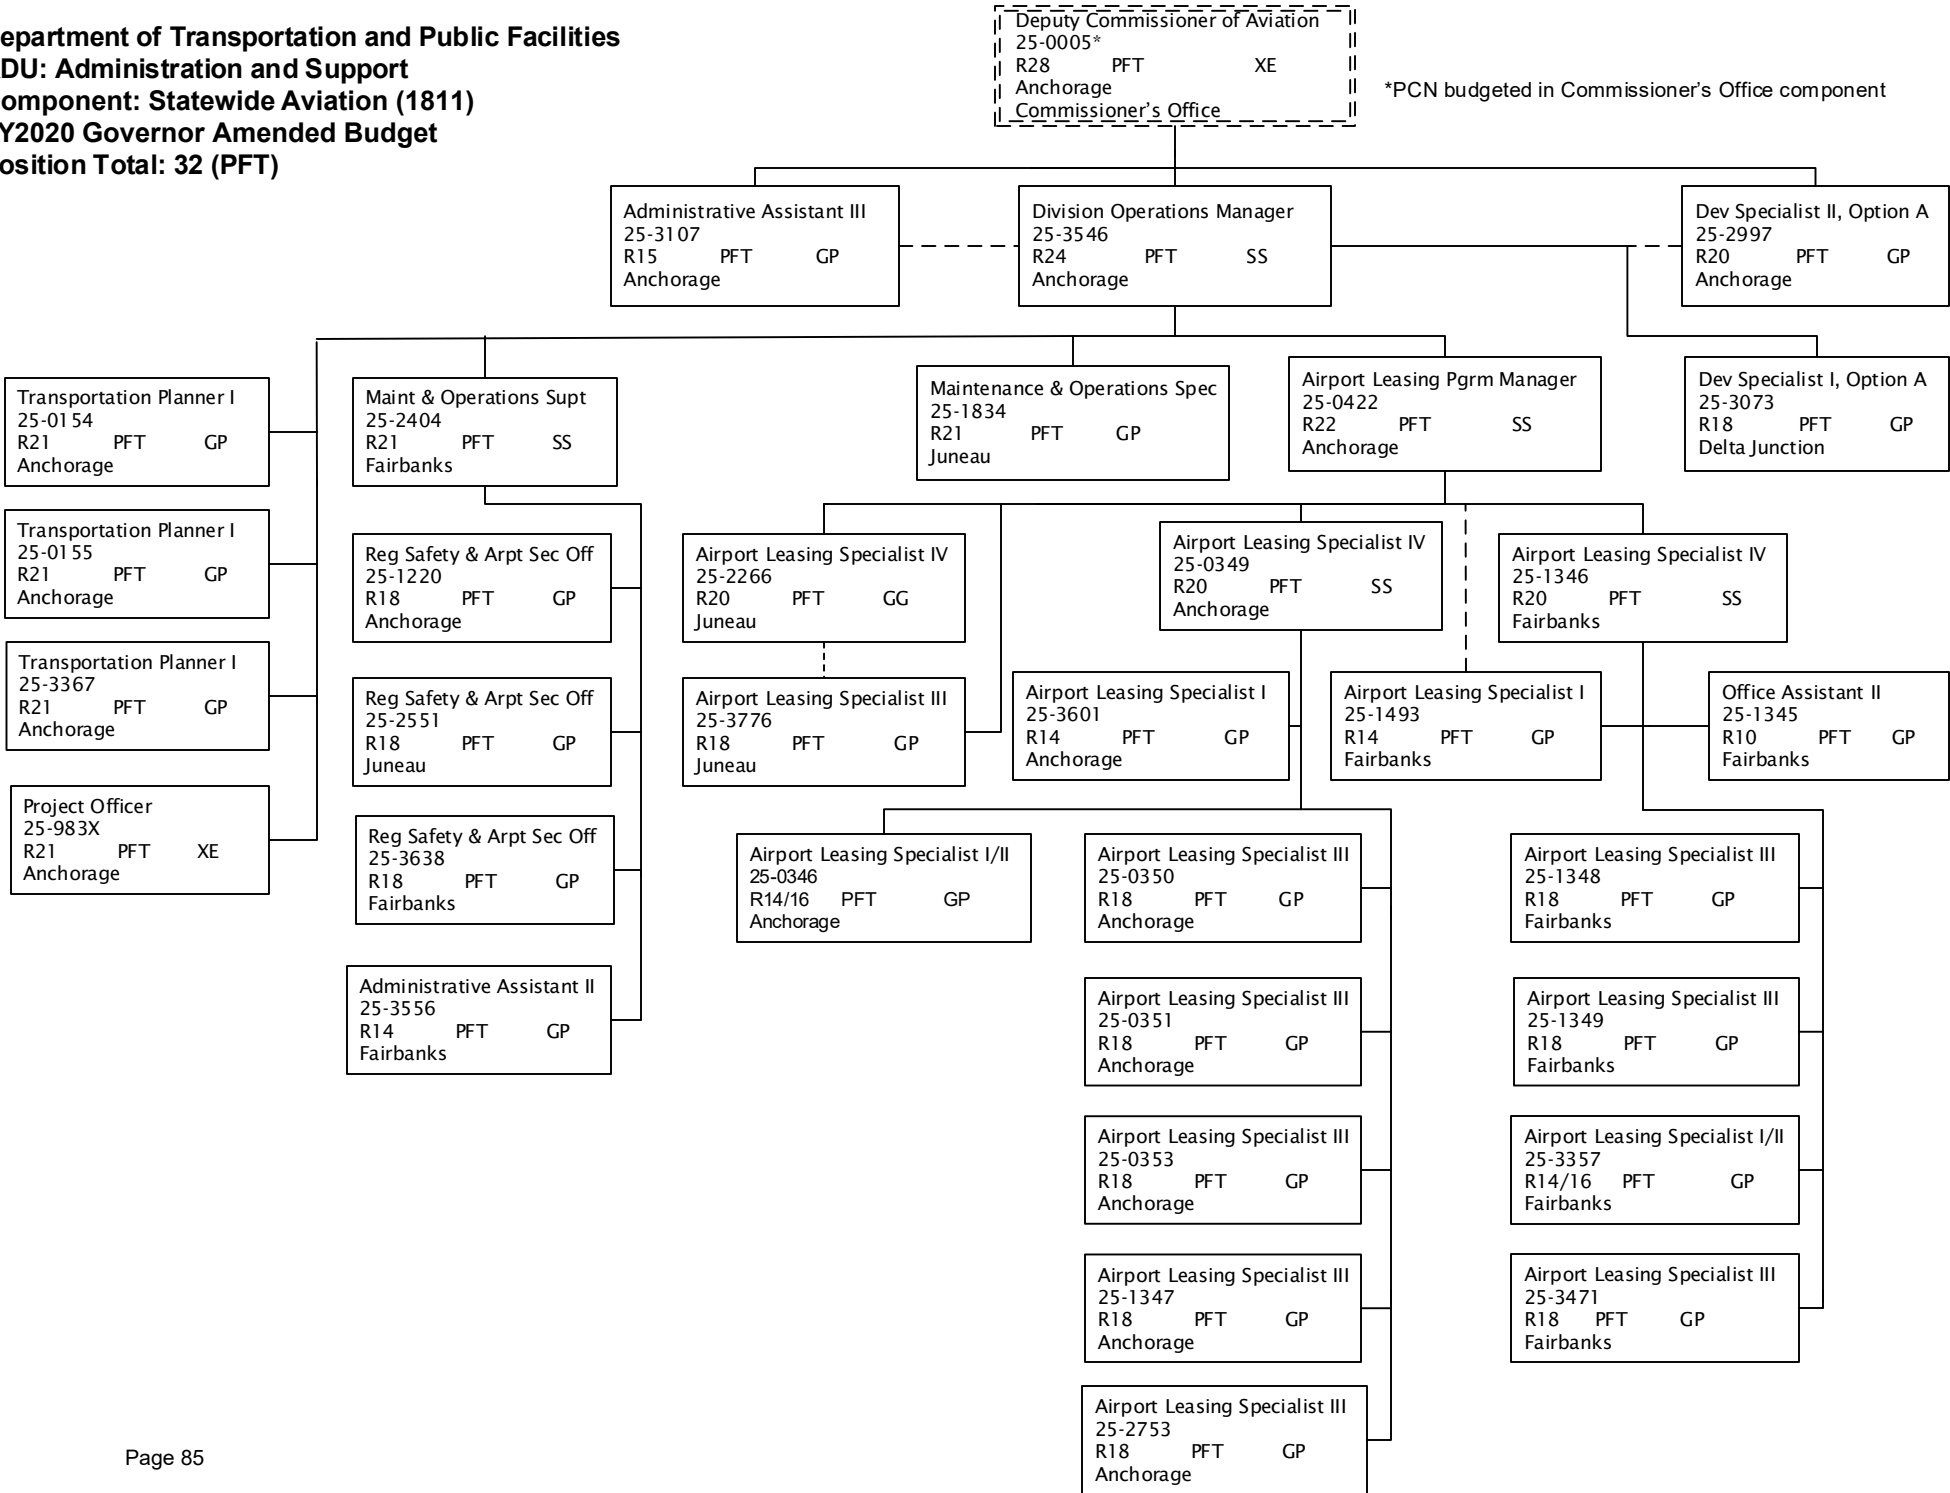 epartment of Transportation and Public Facilities
DU: Administration and Support
omponent: Statewide Aviation (1811)
Y2020 Governor Amended Budget
osition Total: 32 (PFT)
Deputy Commissioner of Aviation
25-0005*
R28 PFT XE
Anchorage
Commissioner's Office
*PCN budgeted in Commissioner's Office component
Administrative Assistant III
25-3107
R15 PFT GP
Anchorage
Division Operations Manager
25-3546
R24 PFT SS
Anchorage
Dev Specialist II, Option A
25-2997
R20 PFT GP
Anchorage
Transportation Planner I
25-0154
R21 PFT GP
Anchorage
Maint & Operations Supt
25-2404
R21 PFT SS
Fairbanks
Maintenance & Operations Spec
25-1834
R21 PFT GP
Juneau
Airport Leasing Pgrm Manager
25-0422
R22 PFT SS
Anchorage
Dev Specialist I, Option A
25-3073
R18 PFT GP
Delta Junction
Transportation Planner I
25-0155
R21 PFT GP
Anchorage
Reg Safety & Arpt Sec Off
25-1220
R18 PFT GP
Anchorage
Airport Leasing Specialist IV
25-2266
R20 PFT GG
Juneau
Airport Leasing Specialist IV
25-0349
R20 PFT SS
Anchorage
Airport Leasing Specialist IV
25-1346
R20 PFT SS
Fairbanks
Transportation Planner I
25-3367
R21 PFT GP
Anchorage
Reg Safety & Arpt Sec Off
25-2551
R18 PFT GP
Juneau
Airport Leasing Specialist III
25-3776
R18 PFT GP
Juneau
Airport Leasing Specialist I
25-3601
R14 PFT GP
Anchorage
Airport Leasing Specialist I
25-1493
R14 PFT GP
Fairbanks
Office Assistant II
25-1345
R10 PFT GP
Fairbanks
Project Officer
25-983X
R21 PFT XE
Anchorage
Reg Safety & Arpt Sec Off
25-3638
R18 PFT GP
Fairbanks
Airport Leasing Specialist I/II
25-0346
R14/16 PFT GP
Anchorage
Airport Leasing Specialist III
25-0350
R18 PFT GP
Anchorage
Airport Leasing Specialist III
25-1348
R18 PFT GP
Fairbanks
Administrative Assistant II
25-3556
R14 PFT GP
Fairbanks
Airport Leasing Specialist III
25-0351
R18 PFT GP
Anchorage
Airport Leasing Specialist III
25-1349
R18 PFT GP
Fairbanks
Airport Leasing Specialist III
25-0353
R18 PFT GP
Anchorage
Airport Leasing Specialist I/II
25-3357
R14/16 PFT GP
Fairbanks
Airport Leasing Specialist III
25-1347
R18 PFT GP
Anchorage
Airport Leasing Specialist III
25-3471
R18 PFT GP
Fairbanks
Airport Leasing Specialist III
25-2753
R18 PFT GP
Anchorage
Page 85